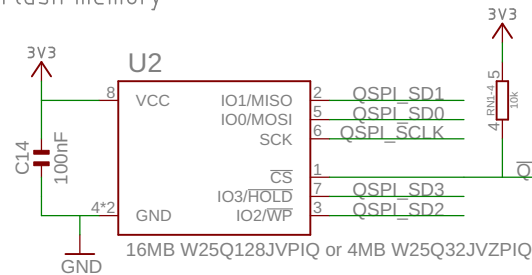 Flash memory
3V3
3V3
U2
8 VCC IO1/MISO 2 QSPI_SD1
IO0/MOSI 5 QSPI_SD0
SCK 6 QSPI_SCLK
C14 100nF
RN1-4 10k 5 4
CS 1
IO3/HOLD 7 QSPI_SD3
4*2 GND IO2/WP 3 QSPI_SD2
16MB W25Q128JVPIQ or 4MB W25Q32JVZPIQ
GND